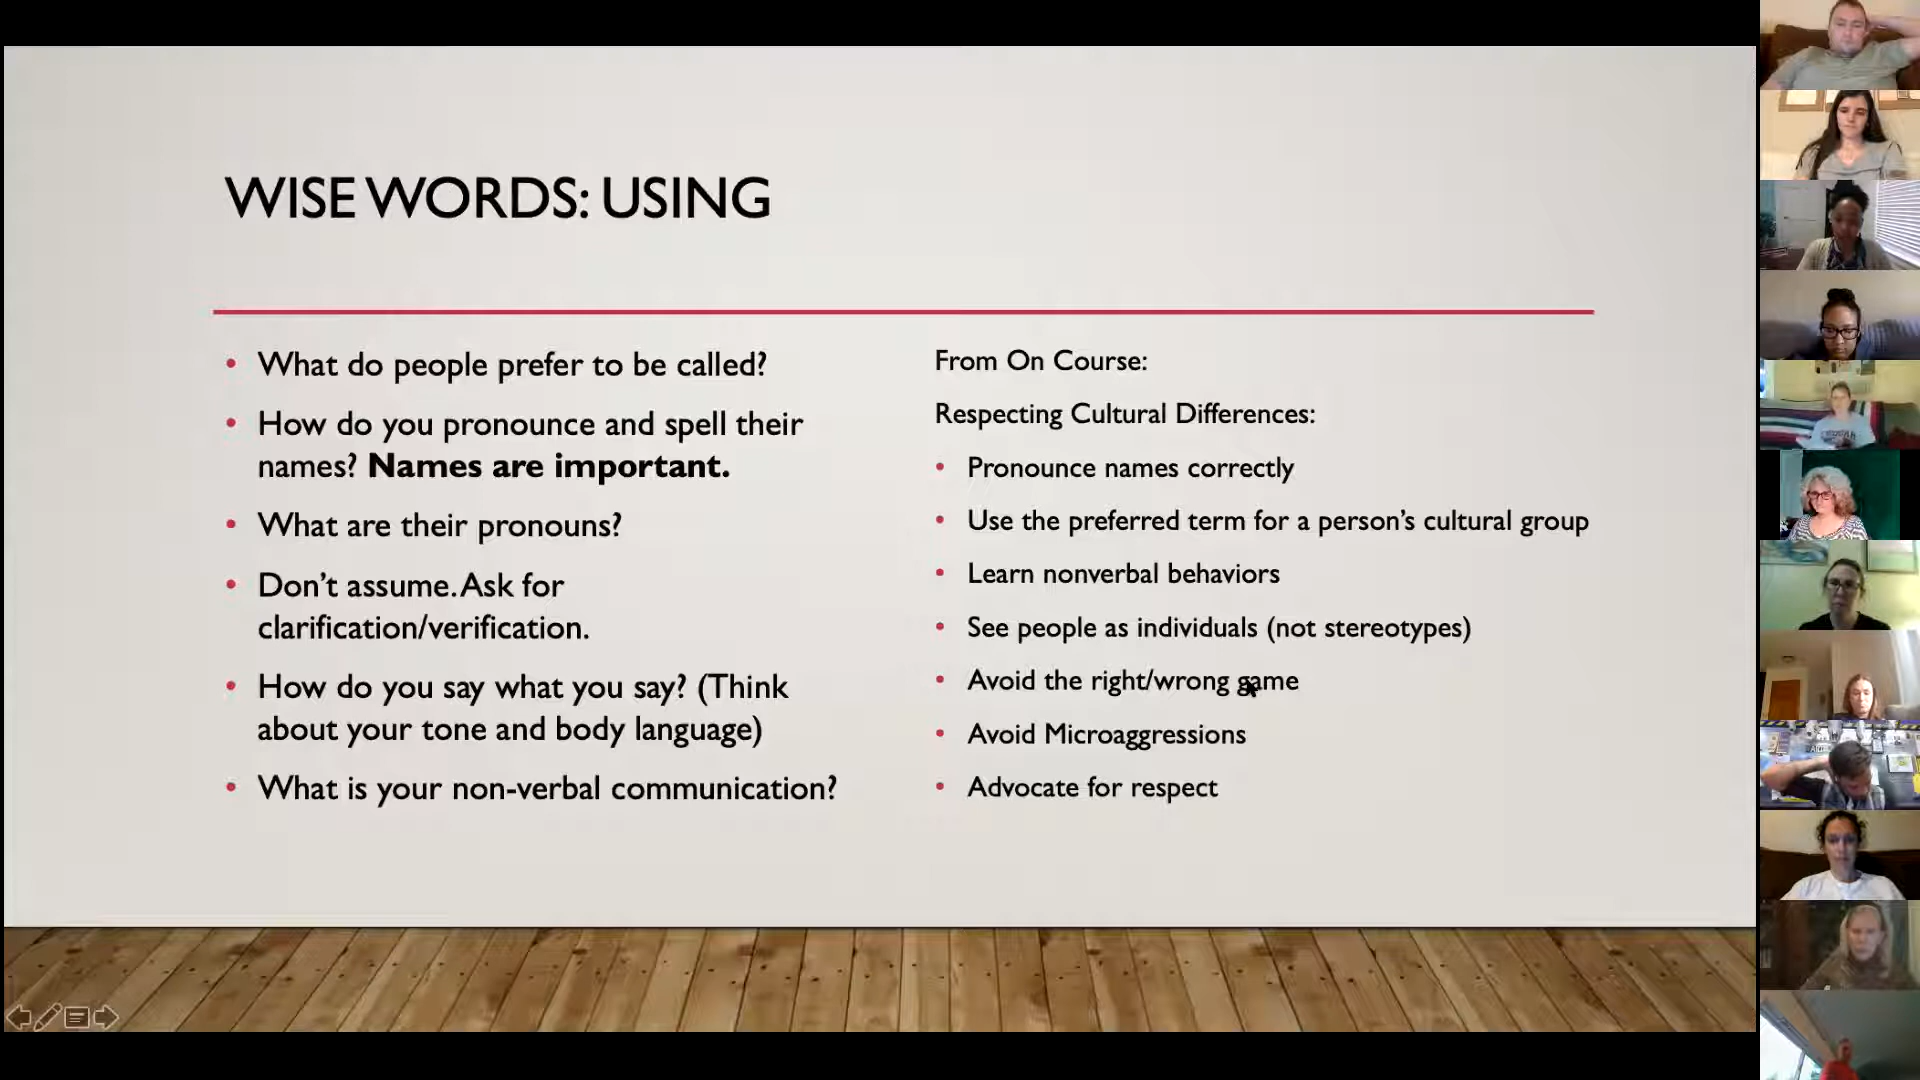 WISE WORDS: USING
• What do people prefer to be called?
• How do you pronounce and spell their
names? Names are important.
• What are their pronouns?
• Don’t assume. Ask for
clarification/verification.
• How do you say what you say? (Think
about your tone and body language)
• What is your non-verbal communication?
From On Course:
Respecting Cultural Differences:
• Pronounce names correctly
• Use the preferred term for a person’s cultural group
• Learn nonverbal behaviors
• See people as individuals (not stereotypes)
• Avoid the right/wrong game
• Avoid Microaggressions
• Advocate for respect